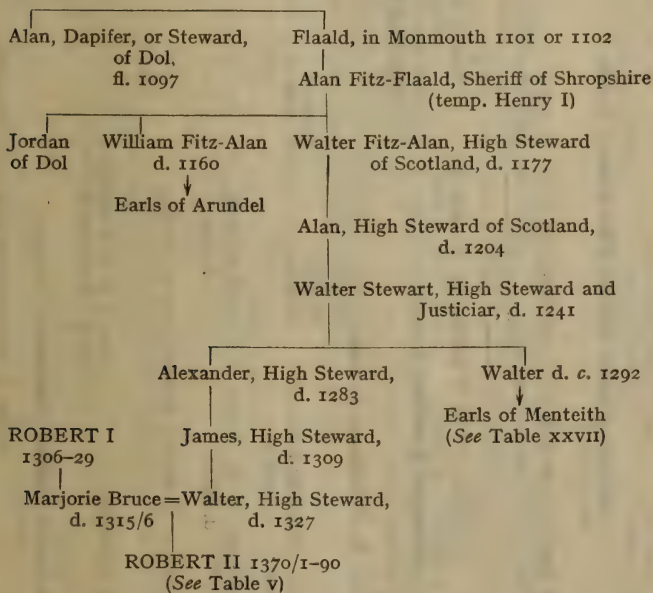 Alan, Dapifer, or Steward,
of Dol,
fl. 1097
Flaald, in Monmouth 1101 or 1102
Alan Fitz-Flaald, Sheriff of Shropshire
(temp. Henry I)
Jordan
of Dol
William Fitz-Alan
d. 1160
Earls of Arundel
Walter Fitz-Alan, High Steward
of Scotland, d. 1177
Alan, High Steward of Scotland,
d. 1204
Walter Stewart, High Steward and
Justiciar, d. 1241
Alexander, High Steward,
d. 1283
Walter d. c. 1292
Earls of Menteith
(See Table XXVII)
ROBERT I
1306-29
James, High Steward,
d. 1309
Marjorie Bruce=Walter, High Steward,
d. 1315/6
d. 1327
ROBERT II 1370/1-90
(See Table V)